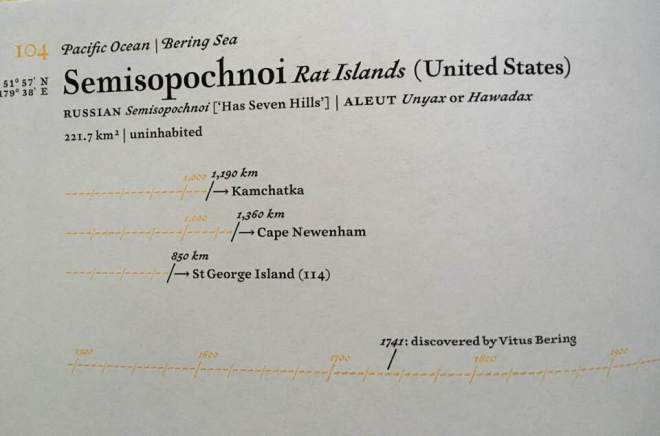 104 Pacific Ocean | Bering Sea
51° 57' N
179° 38' E
Semisopochnoi Rat Islands (United States)
RUSSIAN Semisopochnoi ['Has Seven Hills'] | ALEUT Unyax or Hawadax
221.7 km² | uninhabited
1,000 1,190 km
Kamchatka
1,000 1,360 km
Cape Newenham
850 km
St George Island (114)
1741: discovered by Vitus Bering
1500 1600 1700 1800 1900